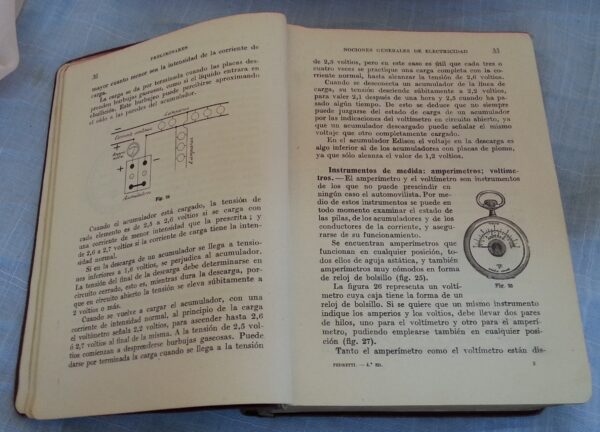 PRELIMINARES
mayor cuanto menor sea la intensidad de la corriente de
carga.
La carga se da por terminada cuando las placas des-
prenden burbujas gaseosas, como si el líquido entrara en
ebullición. Este burbujeo puede percibirse aproximando
el oído a las paredes del acumulador.
Corriente continua
Lámparas
Acumuladores
Cuando el acumulador está cargado, la tensión de
cada elemento es de 2,5 a 2,6 voltios si se carga con
una corriente de menor intensidad que la prescrita; y
de 2,6 a 2,7 voltios si la corriente de carga tiene la inten-
sidad normal.
Si en la descarga de un acumulador se llega a tensio-
nes inferiores a 1,8 voltios, se perjudica al acumulador.
La tensión del final de la descarga debe determinarse en
circuito cerrado, esto es, mientras dura la descarga, por-
que en circuito abierto la tensión se eleva súbitamente a
2 voltios o más.
Cuando se vuelve a cargar el acumulador, con una
corriente de intensidad normal, al principio de la carga
el voltímetro señala 2,2 voltios, para ascender hasta 2,6
ó 2,7 voltios al final de la misma. A la tensión de 2,5 vol-
tios comienzan a desprenderse burbujas gaseosas. Puede
darse por terminada la carga cuando se llega a la tensión
NOCIONES GENERALES DE ELECTRICIDAD 33
de 2,5 voltios, pero en este caso es útil que cada tres o
cuatro veces se practique una carga completa con la co-
rriente normal, hasta alcanzar la tensión de 2,6 voltios.
Cuando se desconecta un acumulador de la línea de
carga, su tensión desciende súbitamente a 2,2 voltios,
para valer 2,1 después de una hora y 2,5 cuando ha pa-
sado algún tiempo. De esto se deduce que no siempre
puede juzgarse del estado de carga de un acumulador
por las indicaciones del voltímetro en circuito abierto, ya
que un acumulador descargado puede señalar el mismo
voltaje que otro completamente cargado.
En el acumulador Edison el voltaje en la descarga es
algo inferior al de los acumuladores con placas de plomo,
ya que sólo alcanza el valor de 1,2 voltios.
Instrumentos de medida: amperímetros; voltíme-
tros.—El amperímetro y el voltímetro son instrumentos
de los que no puede prescindir en
ningún caso el automovilista. Por me-
dio de estos instrumentos se puede en
todo momento examinar el estado de
las pilas, de los acumuladores y de los
conductores de la corriente, y asegu-
rarse de su funcionamiento.
Se encuentran amperímetros que
funcionan en cualquier posición, to-
dos ellos de aguja astática, y también
amperímetros muy cómodos en forma
de reloj de bolsillo (fig. 25).
La figura 26 representa un voltí-
metro cuya caja tiene la forma de un
reloj de bolsillo. Si se quiere que un mismo instrumento
indique los amperios y los voltios, debe llevar dos pares
de hilos, uno para el voltímetro y otro para el amperí-
metro, pudiendo emplearse también en cualquier posi-
ción (fig. 27).
Tanto el amperímetro como el voltímetro están dis-